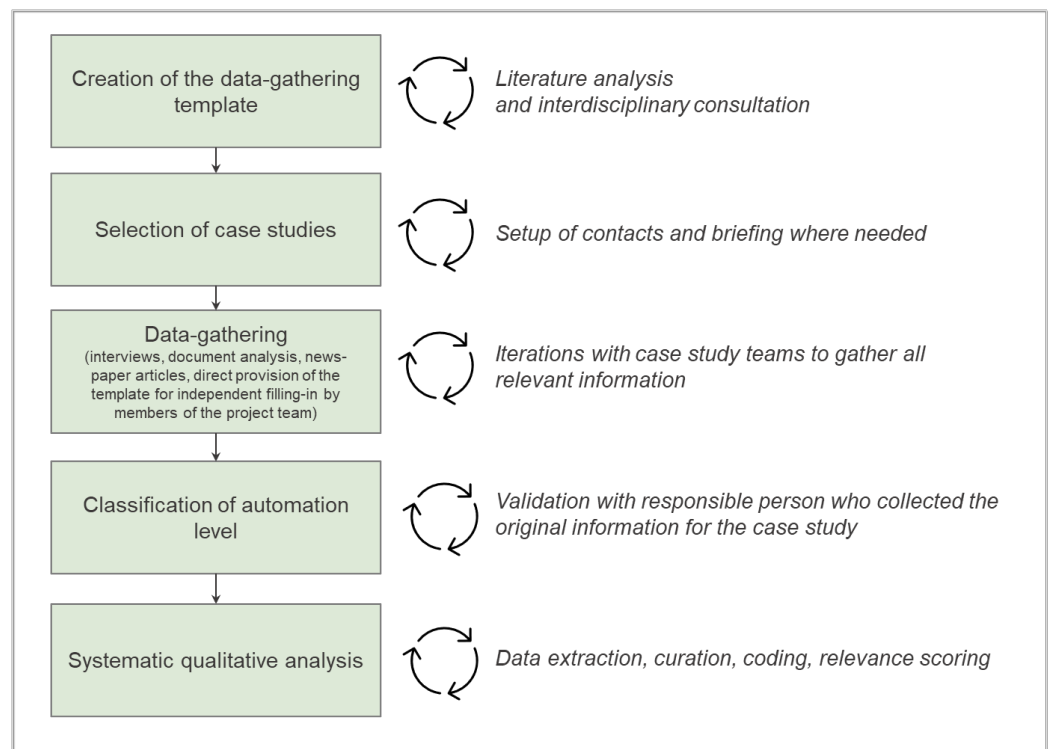 Creation of the data-gathering
template
Literature analysis
and interdisciplinary consultation
Selection of case studies
Setup of contacts and briefing where needed
Data-gathering
(interviews, document analysis, news-
paper articles, direct provision of the
template for independent filling-in by
members of the project team)
Iterations with case study teams to gather all
relevant information
Classification of automation
level
Validation with responsible person who collected the
original information for the case study
Systematic qualitative analysis
Data extraction, curation, coding, relevance scoring